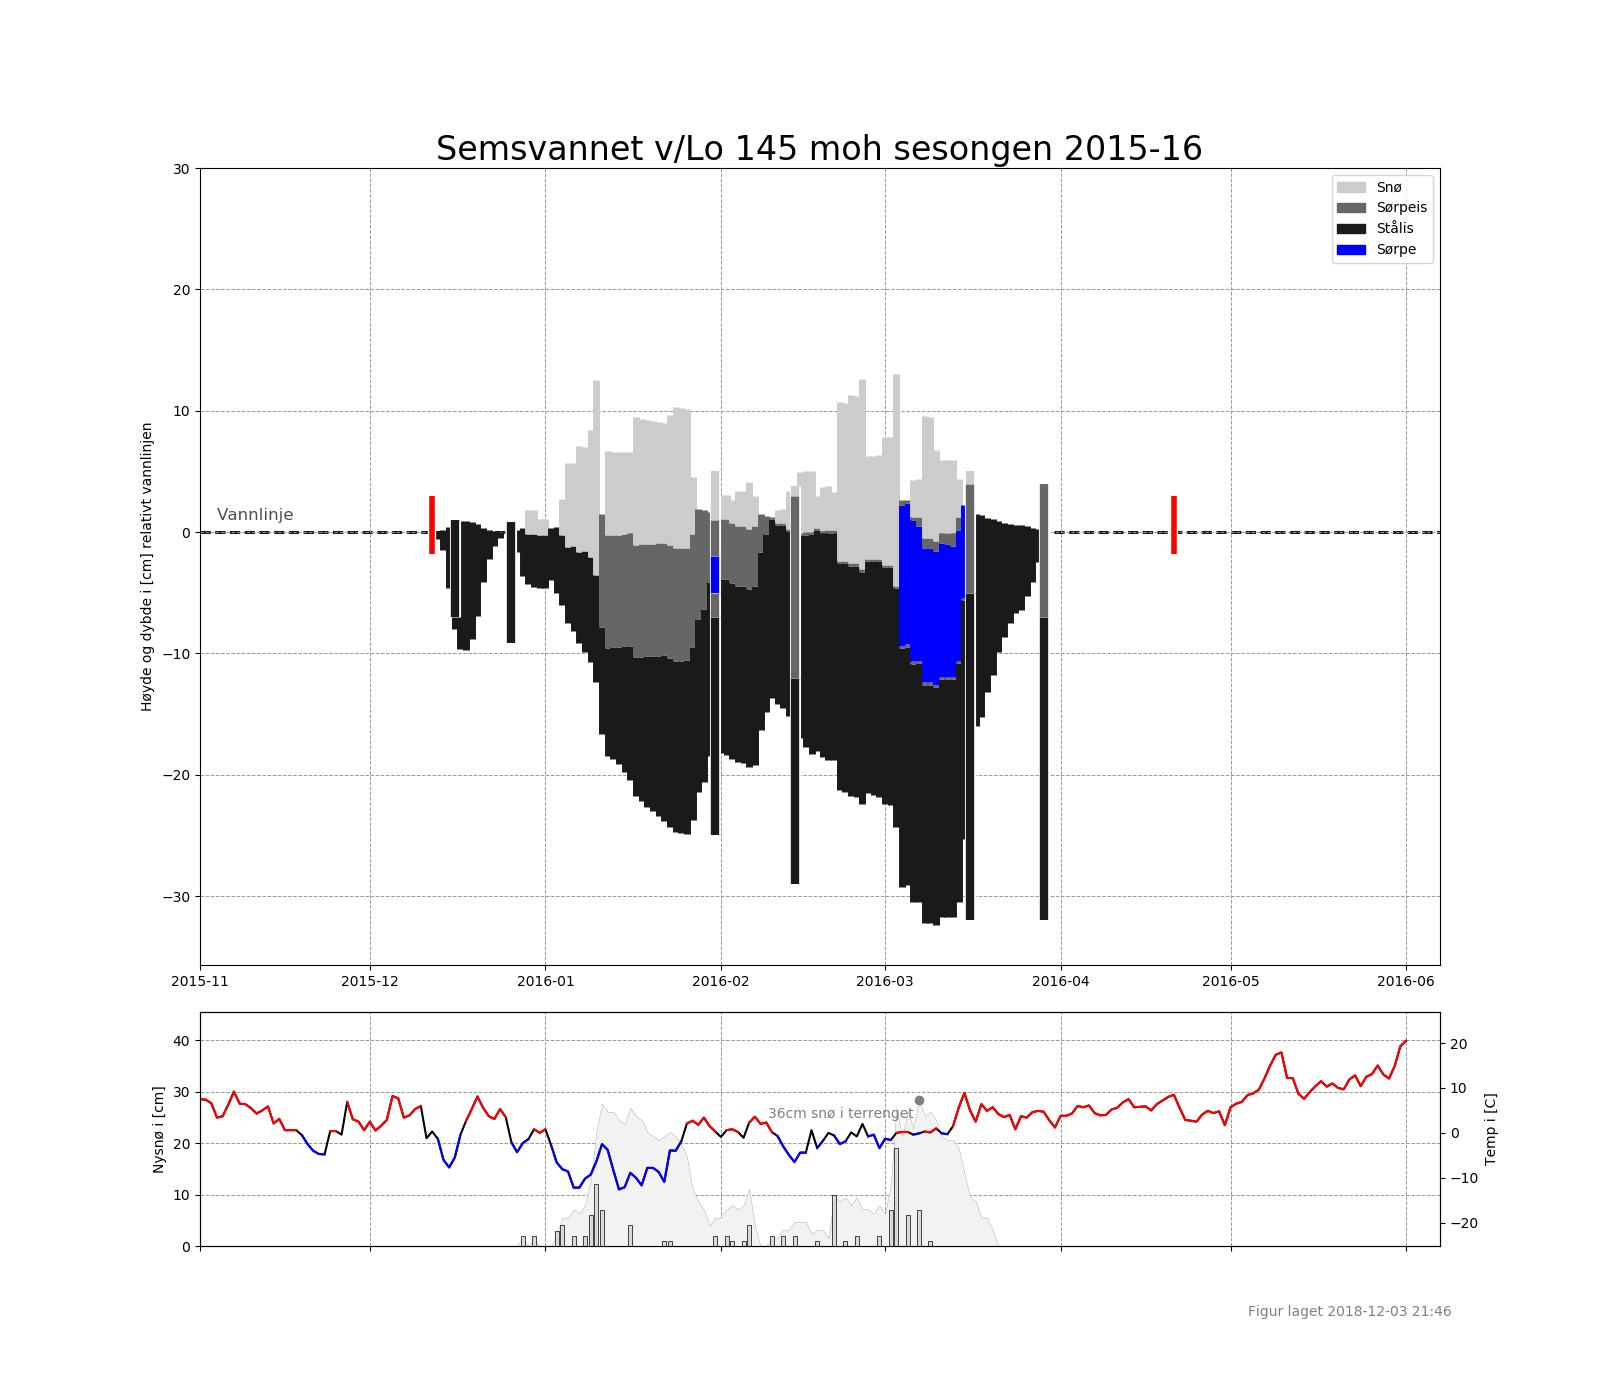 Semsvannet v/Lo 145 moh sesongen 2015-16
30
20
10
0
−10
−20
−30
Høyde og dybde i [cm] relativt vannlinjen
Vannlinje
Snø
Sørpeis
Stålis
Sørpe
2015-11 2015-12 2016-01 2016-02 2016-03 2016-04 2016-05 2016-06
40
30
20
10
0
Nysnø i [cm]
36cm snø i terrenget
20
10
0
−10
−20
Temp i [C]
Figur laget 2018-12-03 21:46